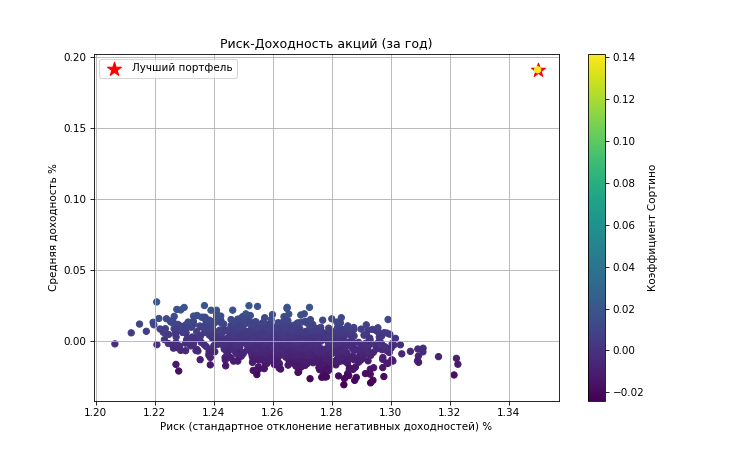 Риск-Доходность акций (за год)
Лучший портфель
Средняя доходность %
0.20
0.15
0.10
0.05
0.00
1.20 1.22 1.24 1.26 1.28 1.30 1.32 1.34
Риск (стандартное отклонение негативных доходностей) %
0.14
0.12
0.10
0.08
0.06
0.04
0.02
0.00
−0.02
Коэффициент Сортино